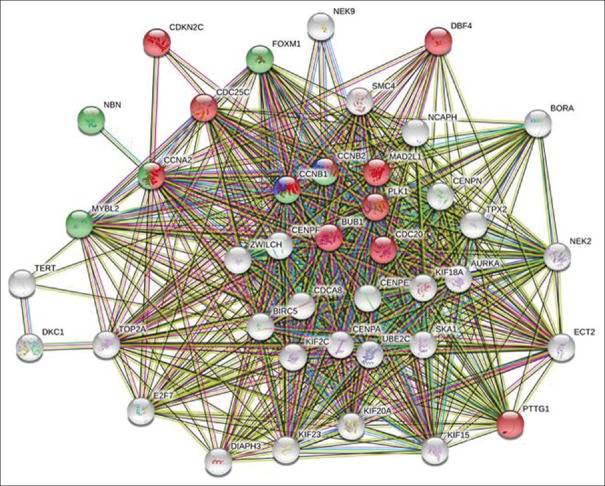 NEK9
CDKN2C
DBF4
FOXM1
SMC4
CDC25C
NBN
NCAPH
BORA
CCNA2
CCNB2
MAD2L1
CCNB1
PLK1
CENPN
MYBL2
BUB1
TPX2
CENPF
CDC20
ZWILCH
NEK2
AURKA
TERT
KIF18A
CENPE
CDCA8
BIRC5
DKC1
TOP2A
CENPA
SKA1
ECT2
KIF2C
UBE2C
E2F7
PTTG1
KIF20A
KIF23
DIAPH3
KIF15